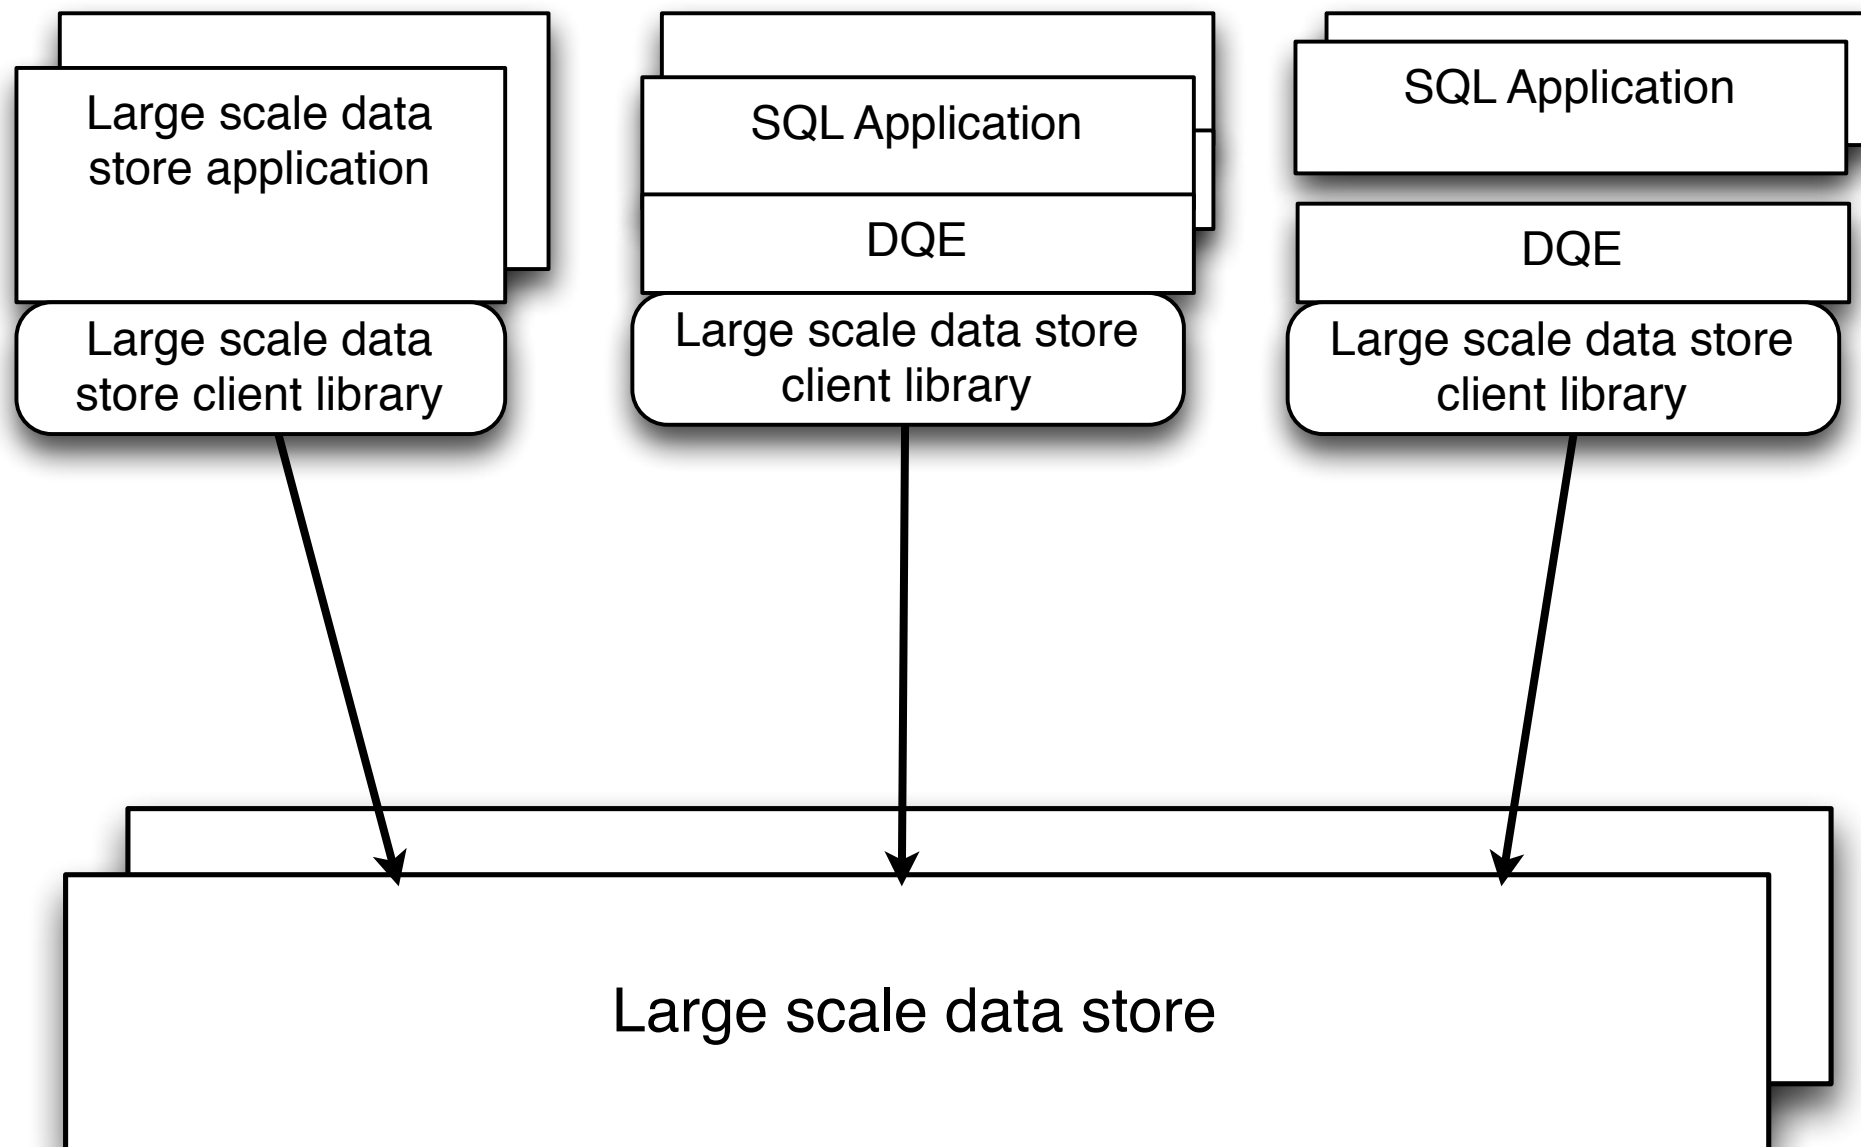 Large scale data
store application
Large scale data
store client library
SQL Application
DQE
Large scale data store
client library
SQL Application
DQE
Large scale data store
client library
Large scale data store